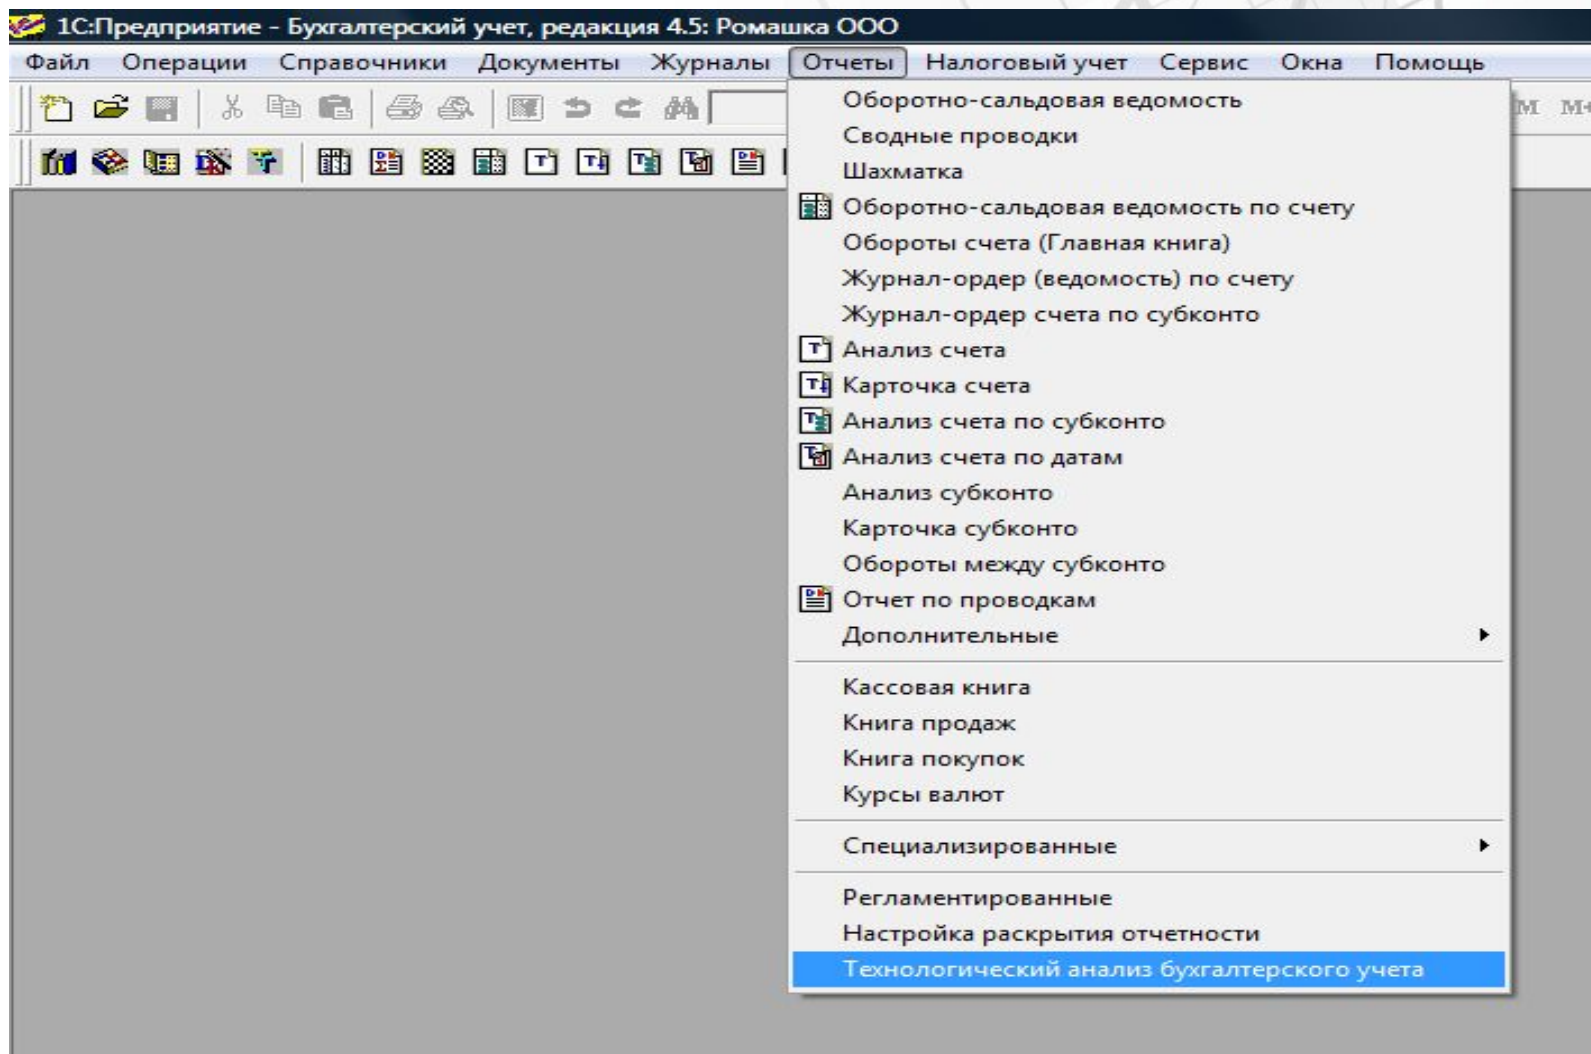 1С:Предприятие - Бухгалтерский учет, редакция 4.5: Ромашка ООО
Файл Операции Справочники Документы Журналы Отчеты Налоговый учет Сервис Окна Помощь
M M+
Оборотно-сальдовая ведомость
Сводные проводки
Шахматка
Оборотно-сальдовая ведомость по счету
Обороты счета (Главная книга)
Журнал-ордер (ведомость) по счету
Журнал-ордер счета по субконто
Анализ счета
Карточка счета
Анализ счета по субконто
Анализ счета по датам
Анализ субконто
Карточка субконто
Обороты между субконто
Отчет по проводкам
Дополнительные
Кассовая книга
Книга продаж
Книга покупок
Курсы валют
Специализированные
Регламентированные
Настройка раскрытия отчетности
Технологический анализ бухгалтерского учета